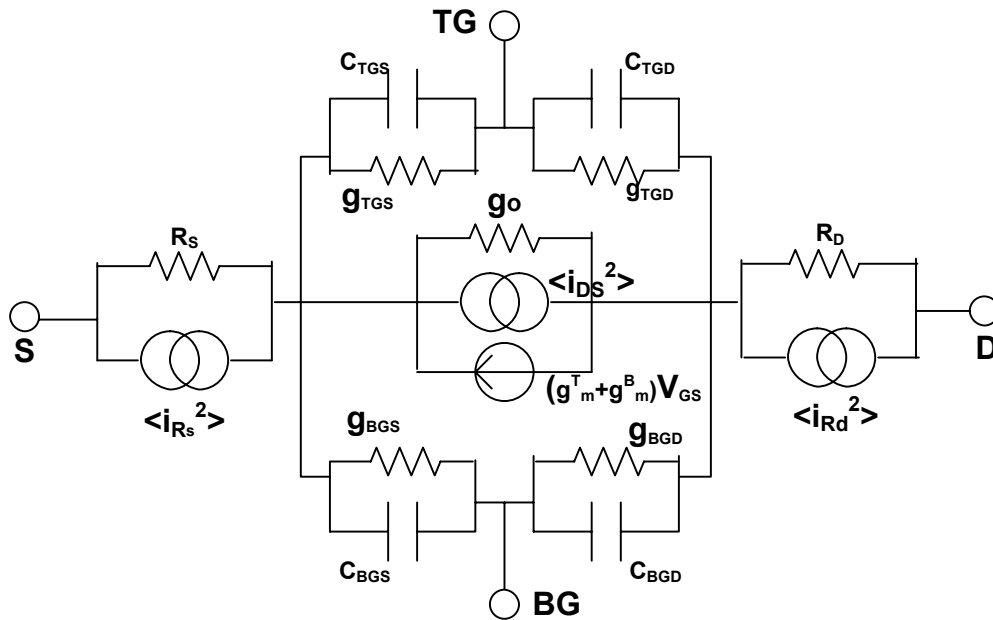 TG
C_TGS C_TGD
g_TGS g_TGD
go
R_S R_D
<i_DS^2>
S D
(g^T_m+g^B_m)V_GS
<i_Rs^2> <i_Rd^2>
g_BGS g_BGD
C_BGS C_BGD
BG